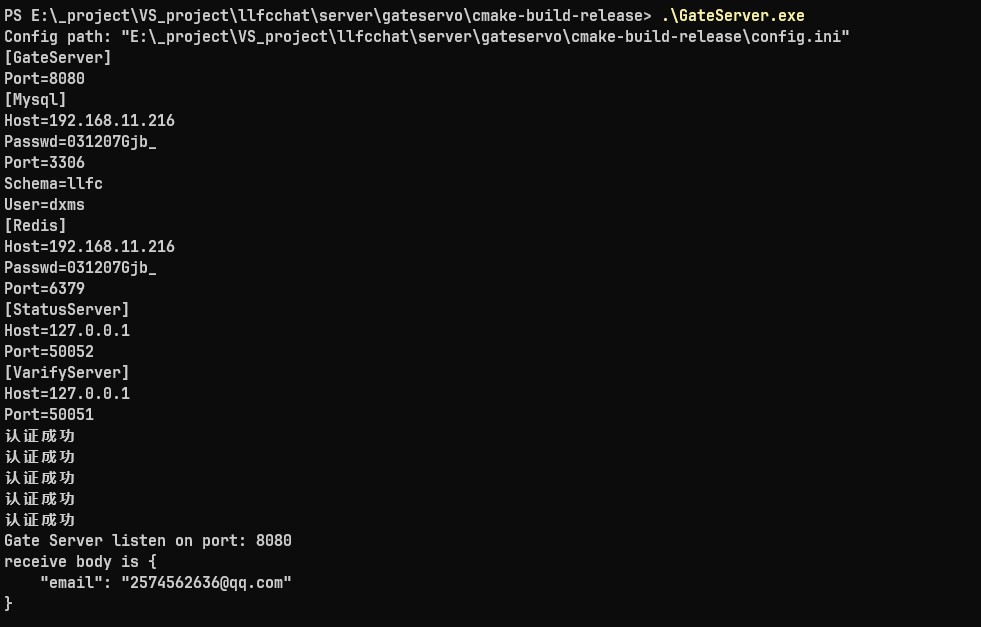 PS E:\_project\VS_project\llfcchat\server\gateservo\cmake-build-release> .\GateServer.exe
Config path: "E:\_project\VS_project\llfcchat\server\gateservo\cmake-build-release\config.ini"
[GateServer]
Port=8080
[Mysql]
Host=192.168.11.216
Passwd=031207Gjb_
Port=3306
Schema=llfc
User=dxms
[Redis]
Host=192.168.11.216
Passwd=031207Gjb_
Port=6379
[StatusServer]
Host=127.0.0.1
Port=50052
[VarifyServer]
Host=127.0.0.1
Port=50051
认证成功
认证成功
认证成功
认证成功
认证成功
Gate Server listen on port: 8080
receive body is {
    "email": "2574562636@qq.com"
}